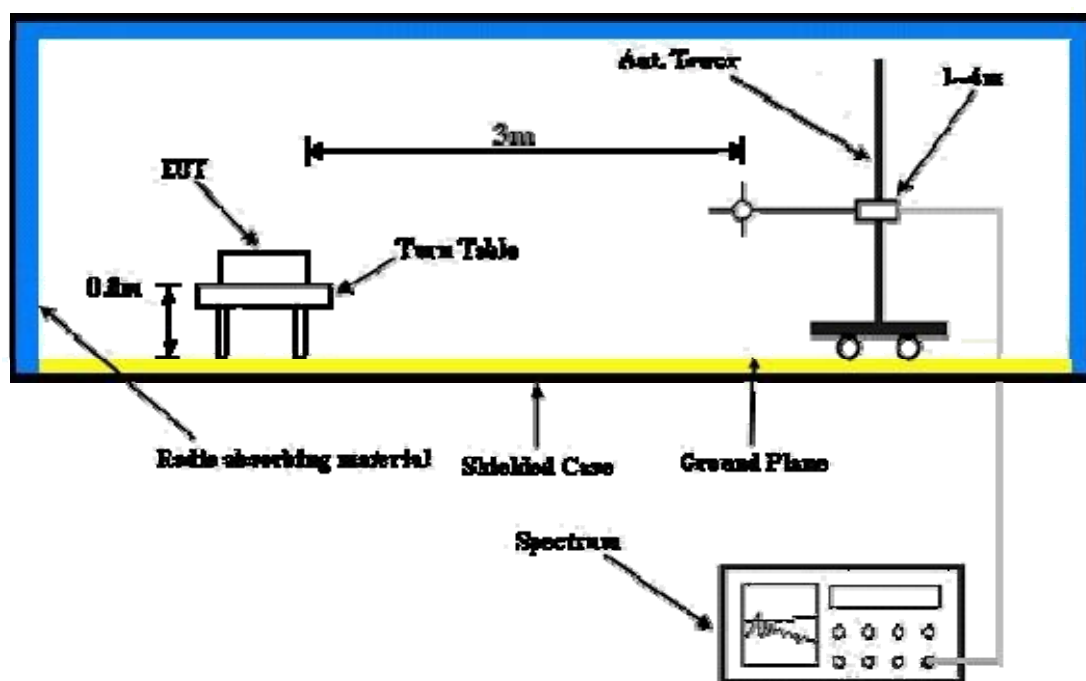 Ant. Tower
1-4m
3m
EUT
Turn Table
0.8m
Radio absorbing material
Shielded Case
Ground Plane
Spectrum